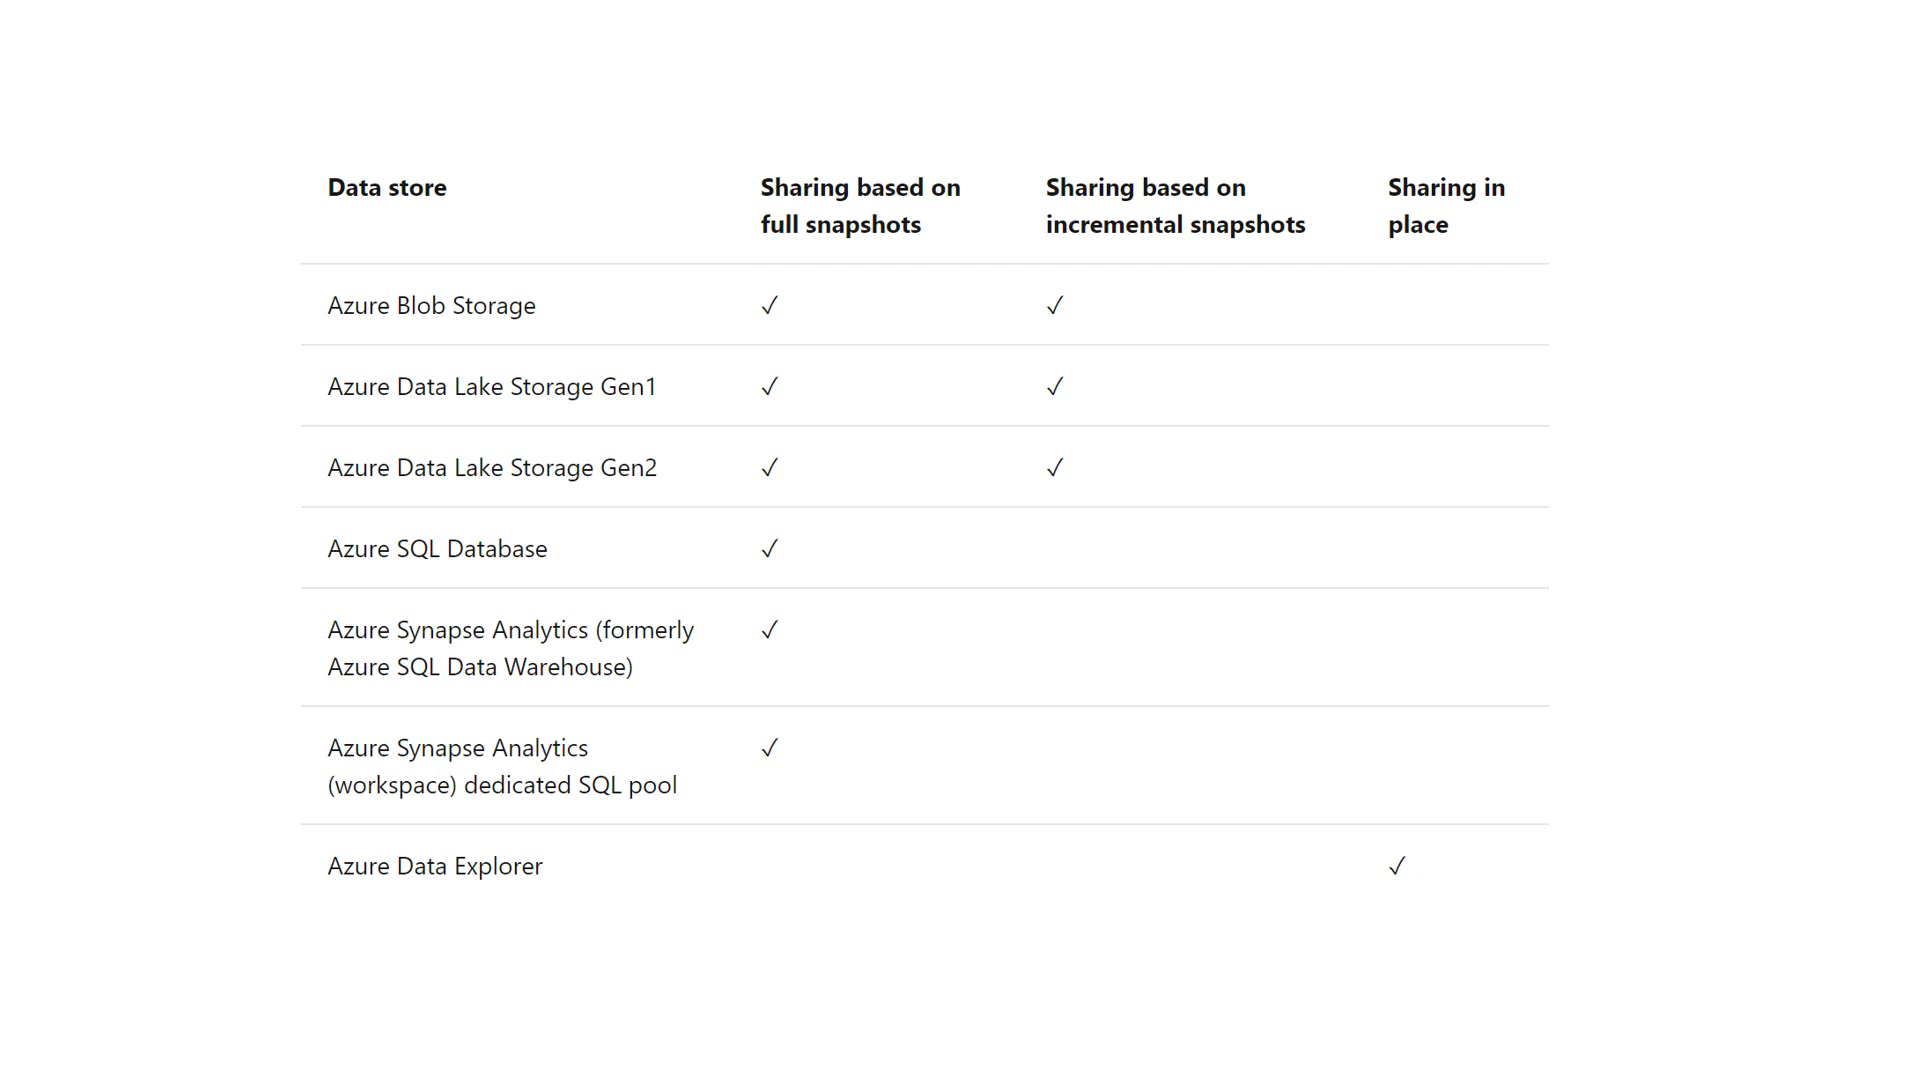 Data store
Sharing based on
full snapshots
Sharing based on
incremental snapshots
Sharing in
place
Azure Blob Storage ✓ ✓
Azure Data Lake Storage Gen1 ✓ ✓
Azure Data Lake Storage Gen2 ✓ ✓
Azure SQL Database ✓
Azure Synapse Analytics (formerly ✓
Azure SQL Data Warehouse)
Azure Synapse Analytics ✓
(workspace) dedicated SQL pool
Azure Data Explorer ✓